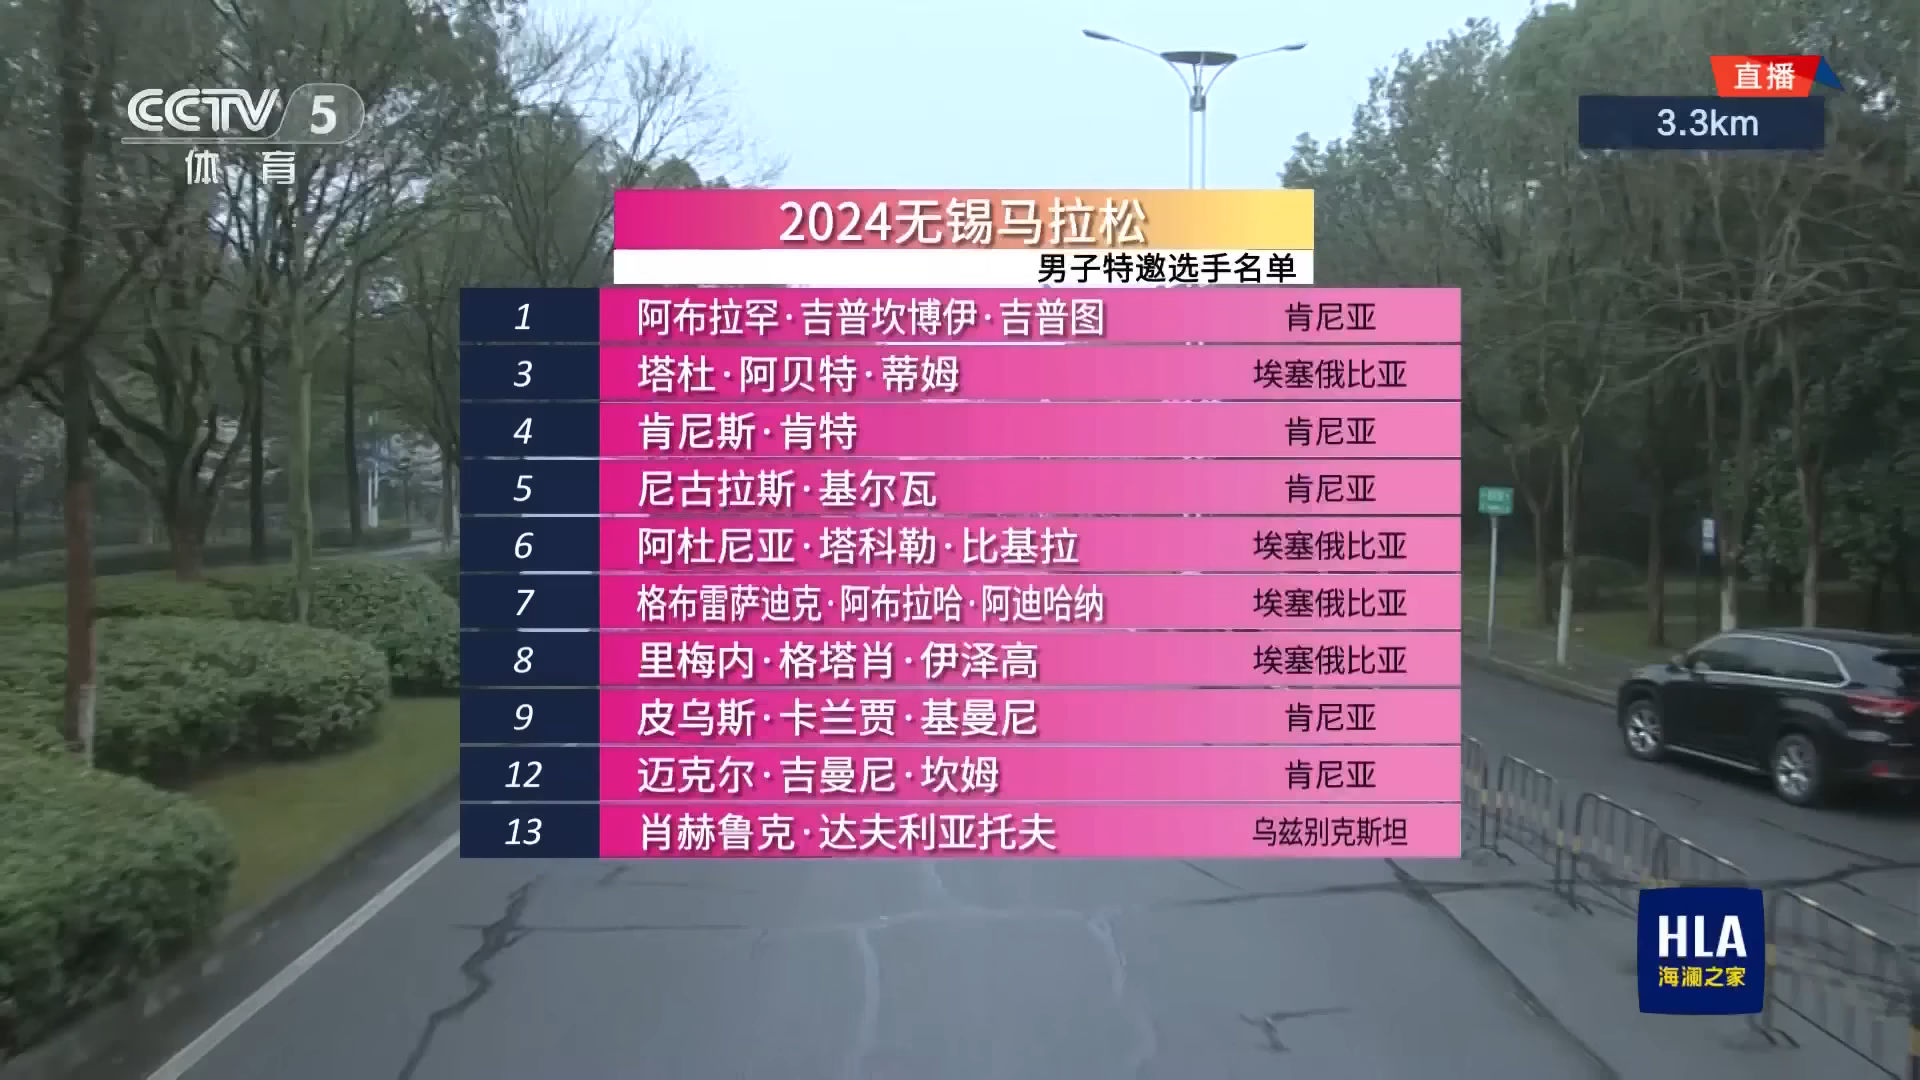 CCTV 5
体育
直播
3.3km
2024无锡马拉松
男子特邀选手名单
1 阿布拉罕·吉普坎博伊·吉普图 肯尼亚
3 塔杜·阿贝特·蒂姆 埃塞俄比亚
4 肯尼斯·肯特 肯尼亚
5 尼古拉斯·基尔瓦 肯尼亚
6 阿杜尼亚·塔科勒·比基拉 埃塞俄比亚
7 格布雷萨迪克·阿布拉哈·阿迪哈纳 埃塞俄比亚
8 里梅内·格塔肖·伊泽高 埃塞俄比亚
9 皮乌斯·卡兰贾·基曼尼 肯尼亚
12 迈克尔·吉曼尼·坎姆 肯尼亚
13 肖赫鲁克·达夫利亚托夫 乌兹别克斯坦
HLA
海澜之家